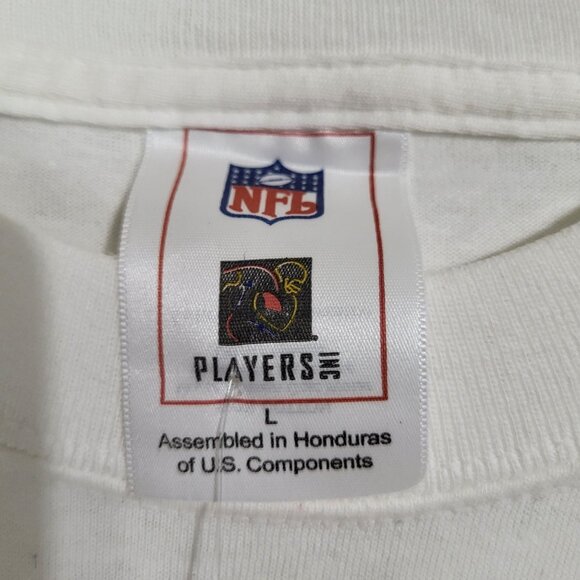 NFL
PLAYERS INC
L
Assembled in Honduras
of U.S. Components